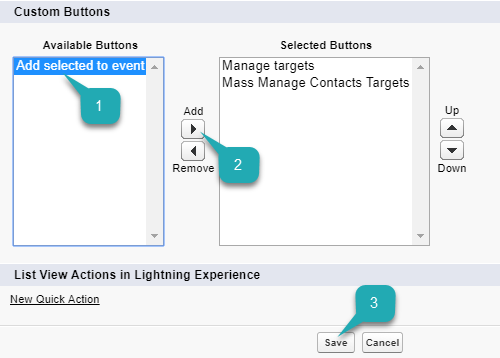 Custom Buttons
Available Buttons
Selected Buttons
Add selected to event
Manage targets
Mass Manage Contacts Targets
1
Add
2
Remove
Up
Down
List View Actions in Lightning Experience
New Quick Action
3
Save
Cancel